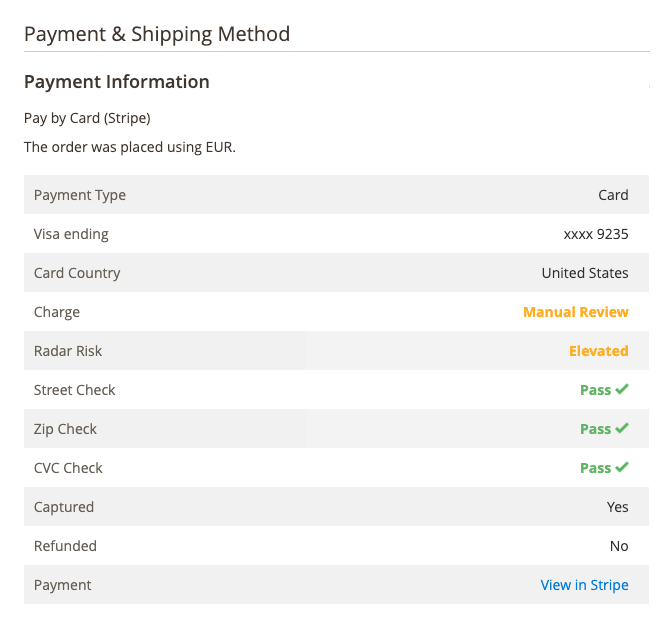 Payment & Shipping Method
Payment Information
Pay by Card (Stripe)
The order was placed using EUR.
Payment Type Card
Visa ending xxxx 9235
Card Country United States
Charge Manual Review
Radar Risk Elevated
Street Check Pass ✔
Zip Check Pass ✔
CVC Check Pass ✔
Captured Yes
Refunded No
Payment View in Stripe